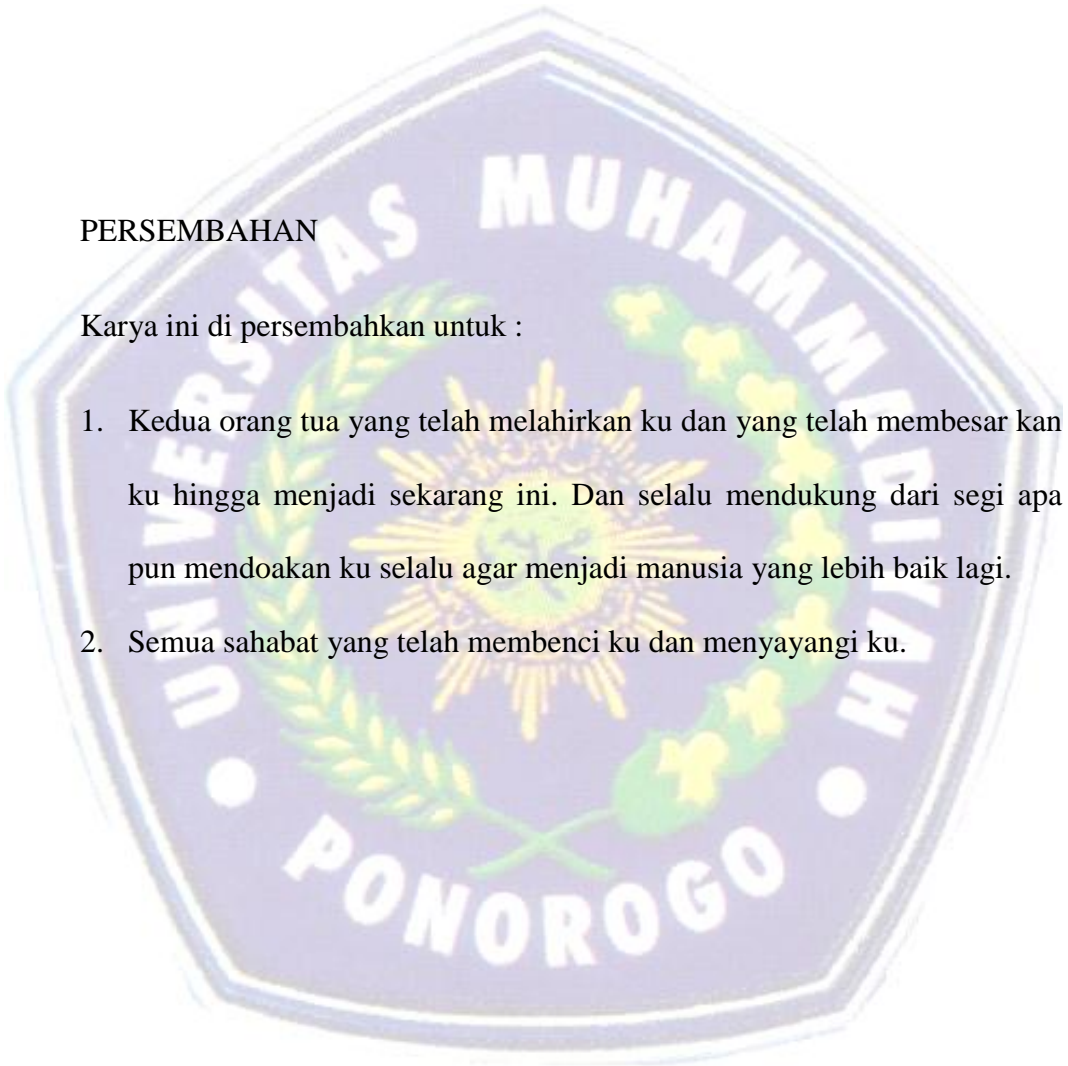 UNIVERSITAS MUHAMMADIYAH
PERSEMBAHAN
Karya ini di persembahkan untuk :
1. Kedua orang tua yang telah melahirkan ku dan yang telah membesar kan
ku hingga menjadi sekarang ini. Dan selalu mendukung dari segi apa
pun mendoakan ku selalu agar menjadi manusia yang lebih baik lagi.
2. Semua sahabat yang telah membenci ku dan menyayangi ku.
PONOROGO